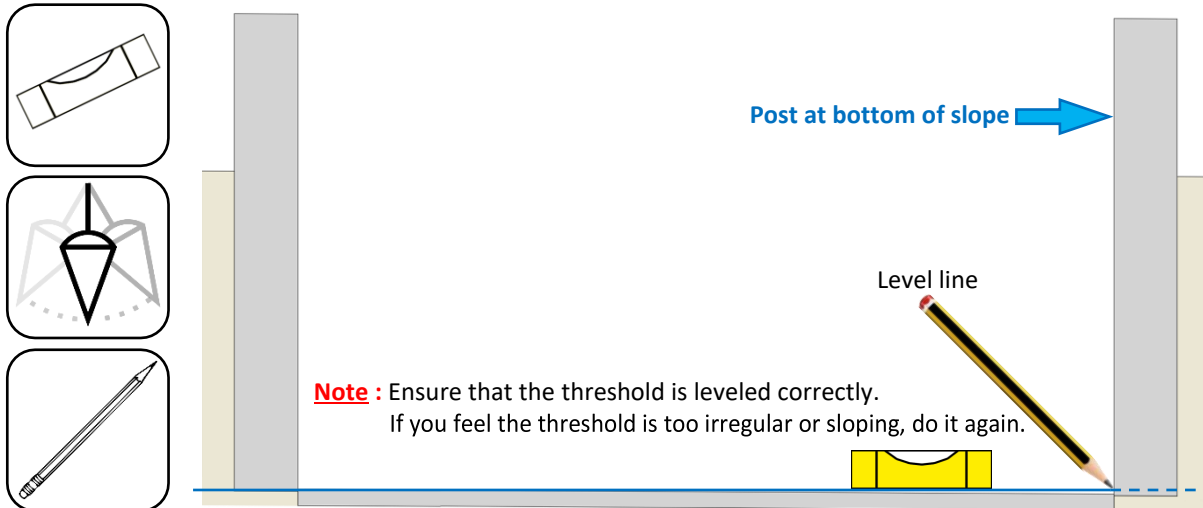 Post at bottom of slope
Level line
Note : Ensure that the threshold is leveled correctly.
If you feel the threshold is too irregular or sloping, do it again.